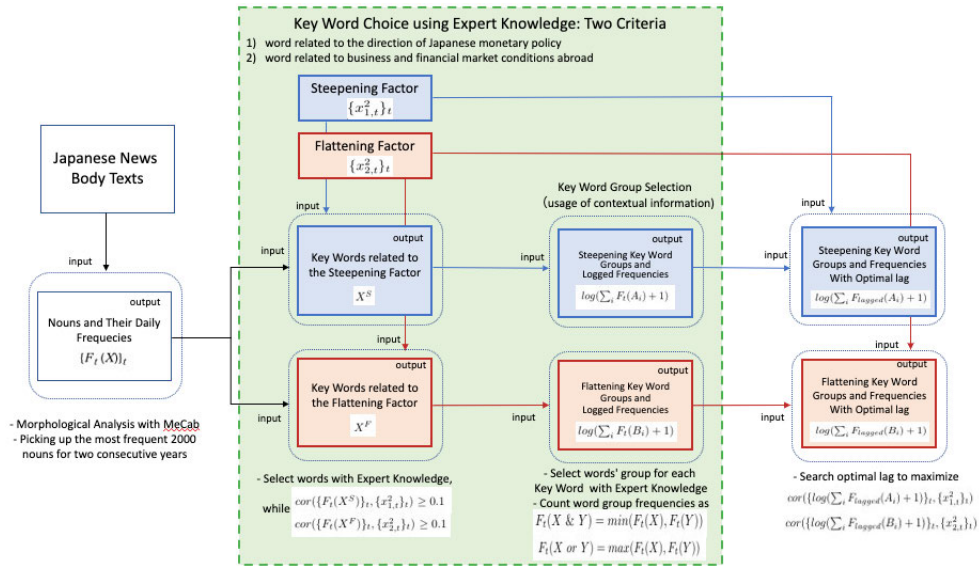 Key Word Choice using Expert Knowledge: Two Criteria
1) word related to the direction of Japanese monetary policy
2) word related to business and financial market conditions abroad
Steepening Factor
{x²₁,ₜ}ₜ
Flattening Factor
{x²₂,ₜ}ₜ
Japanese News
Body Texts
input
output
Nouns and Their Daily
Frequecies
{Fₜ (X)}ₜ
- Morphological Analysis with MeCab
- Picking up the most frequent 2000
nouns for two consecutive years
input
input
output
Key Words related to
the Steepening Factor
X^S
input
input
output
Key Words related to
the Flattening Factor
X^F
- Select words with Expert Knowledge,
while
cor({Fₜ(X^S)}ₜ, {x²₁,ₜ}ₜ) ≥ 0.1
cor({Fₜ(X^F)}ₜ, {x²₂,ₜ}ₜ) ≥ 0.1
Key Word Group Selection
(usage of contextual information)
input
output
Steepening Key Word
Groups and
Logged Frequencies
log(∑ᵢ Fₜ(Aᵢ) + 1)
input
output
Flattening Key Word
Groups and
Logged Frequencies
log(∑ᵢ Fₜ(Bᵢ) + 1)
- Select words' group for each
Key Word with Expert Knowledge
- Count word group frequencies as
Fₜ(X & Y) = min(Fₜ(X), Fₜ(Y))
Fₜ(X or Y) = max(Fₜ(X), Fₜ(Y))
input
input
output
Steepening Key Word
Groups and Frequencies
With Optimal lag
log(∑ᵢ F_lagged(Aᵢ) + 1)
input
input
output
Flattening Key Word
Groups and Frequencies
With Optimal lag
log(∑ᵢ F_lagged(Bᵢ) + 1)
- Search optimal lag to maximize
cor({log(∑ᵢ F_lagged(Aᵢ) + 1)}ₜ, {x²₁,ₜ}ₜ)
cor({log(∑ᵢ F_lagged(Bᵢ) + 1)}ₜ, {x²₂,ₜ}ₜ)